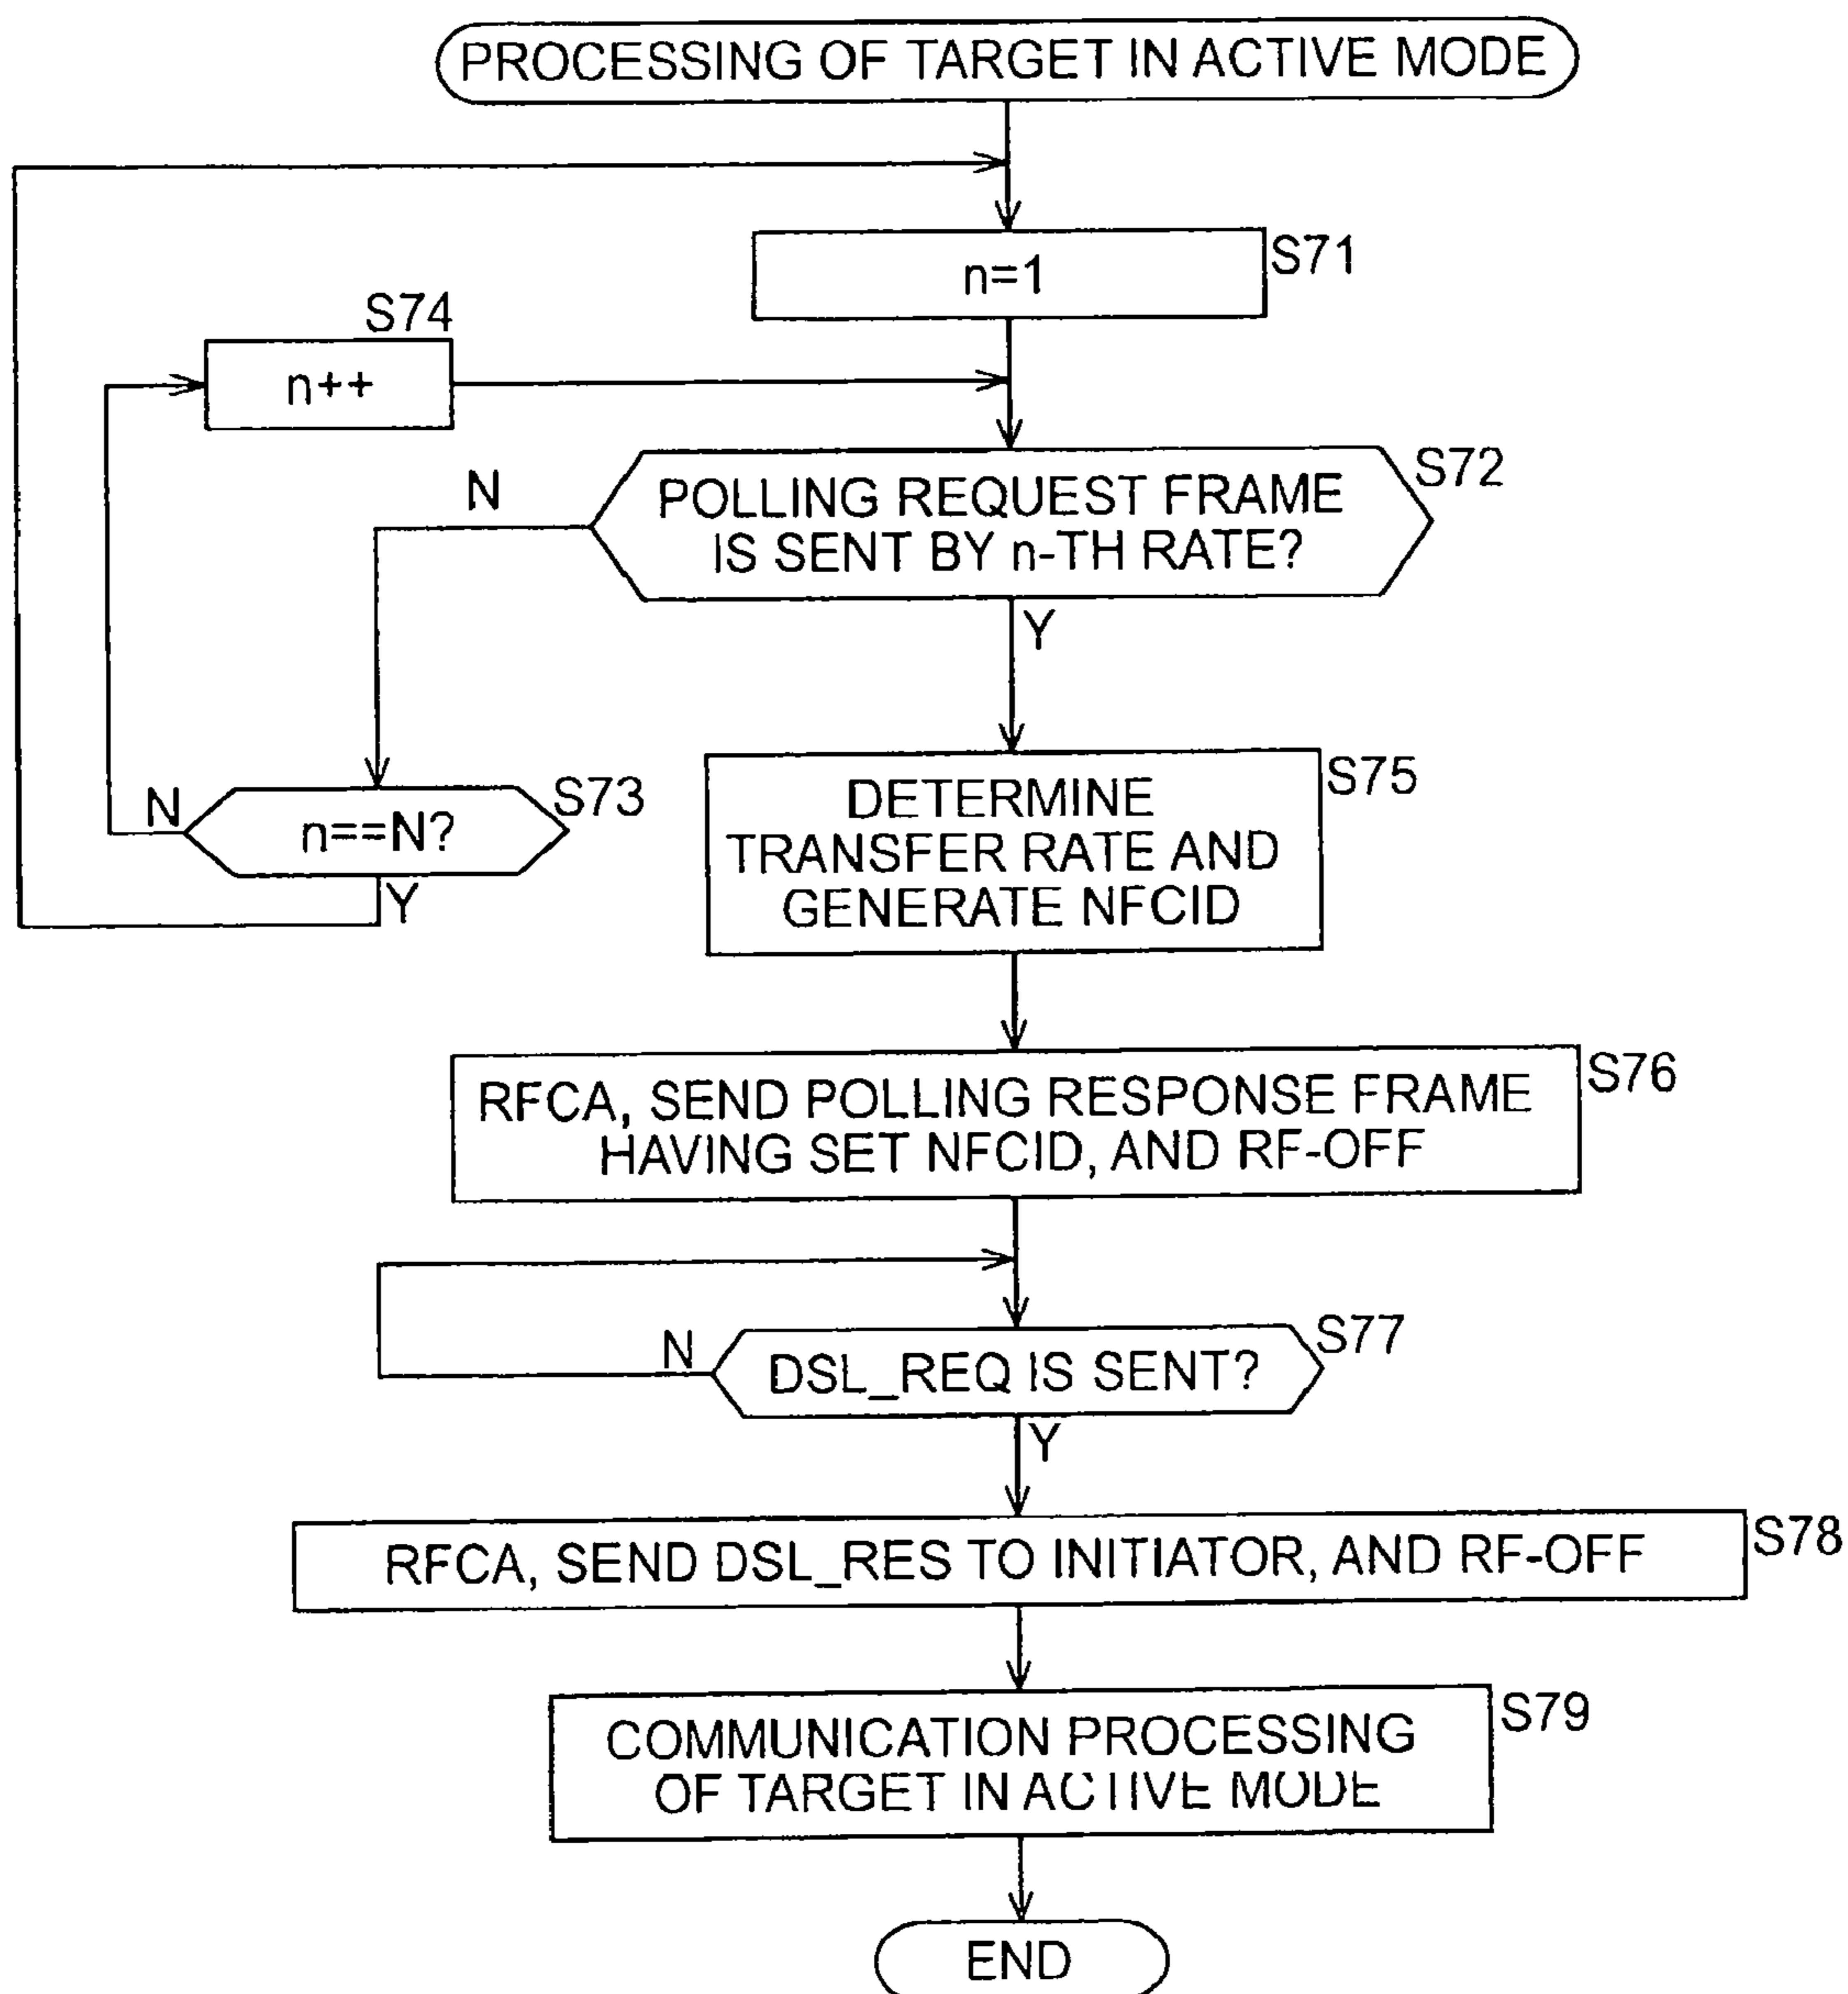 PROCESSING OF TARGET IN ACTIVE MODE
n=1
S71
S74
n++
S72
POLLING REQUEST FRAME
IS SENT BY n-TH RATE?
N
Y
S73
n==N?
N
Y
S75
DETERMINE
TRANSFER RATE AND
GENERATE NFCID
S76
RFCA, SEND POLLING RESPONSE FRAME
HAVING SET NFCID, AND RF-OFF
S77
DSL_REQ IS SENT?
N
Y
S78
RFCA, SEND DSL_RES TO INITIATOR, AND RF-OFF
S79
COMMUNICATION PROCESSING
OF TARGET IN ACTIVE MODE
END